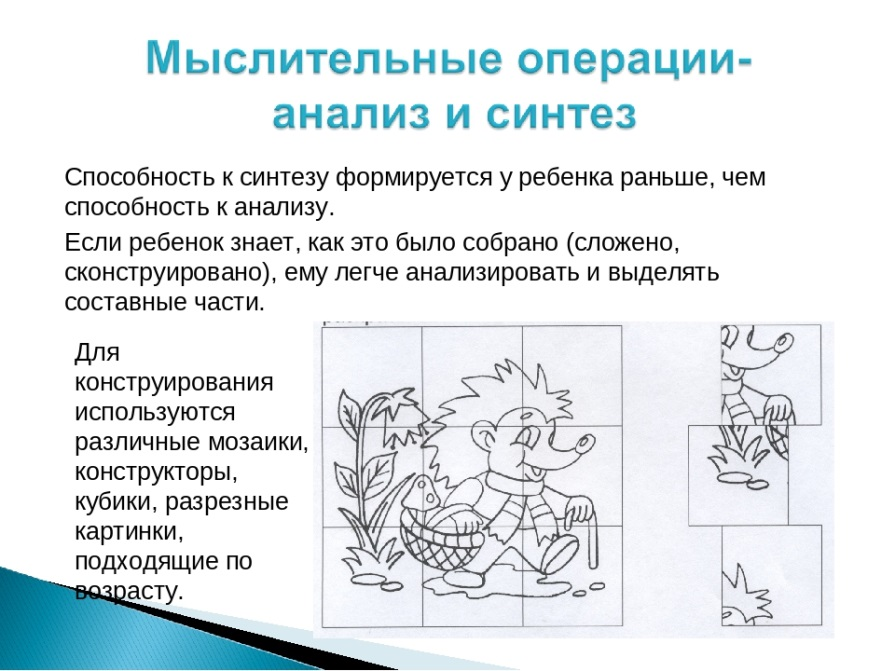 Мыслительные операции-
анализ и синтез
Способность к синтезу формируется у ребенка раньше, чем
способность к анализу.
Если ребенок знает, как это было собрано (сложено,
сконструировано), ему легче анализировать и выделять
составные части.
Для
конструирования
используются
различные мозаики,
конструкторы,
кубики, разрезные
картинки,
подходящие по
возрасту.